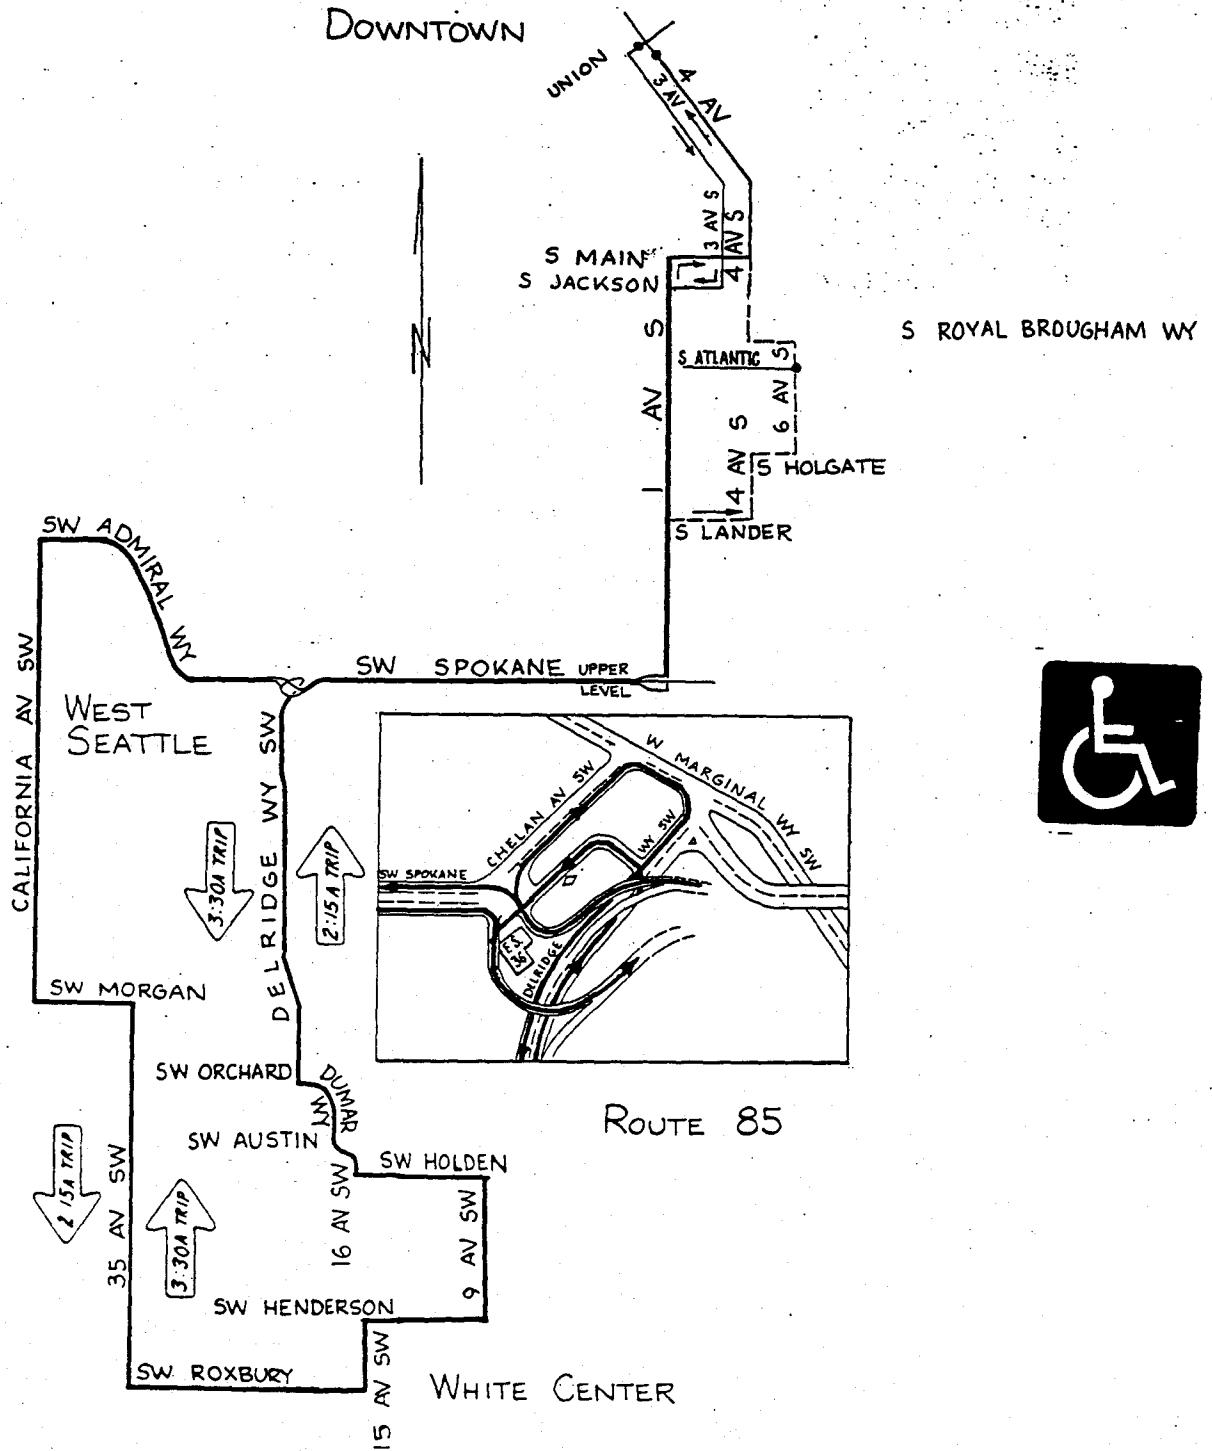 DOWNTOWN
UNION
4 AV
3 AV
3 AV S
4 AV S
S MAIN
S JACKSON
N
1 AV S
S ROYAL BROUGHAM WY
S ATLANTIC
6 AV S
4 AV S
S HOLGATE
S LANDER
SW ADMIRAL WY
SW SPOKANE
UPPER
LEVEL
CALIFORNIA AV SW
WEST
SEATTLE
DELRIDGE WY SW
3:30A TRIP
2:15A TRIP
W MARGINAL WY SW
CHELAN AV SW
WY SW
SW SPOKANE
DELRIDGE
SW MORGAN
SW ORCHARD
DUMAR
WY
ROUTE 85
SW AUSTIN
SW HOLDEN
2 15A TRIP
35 AV SW
3:30A TRIP
16 AV SW
9 AV SW
SW HENDERSON
SW ROXBURY
15 AV SW
WHITE CENTER